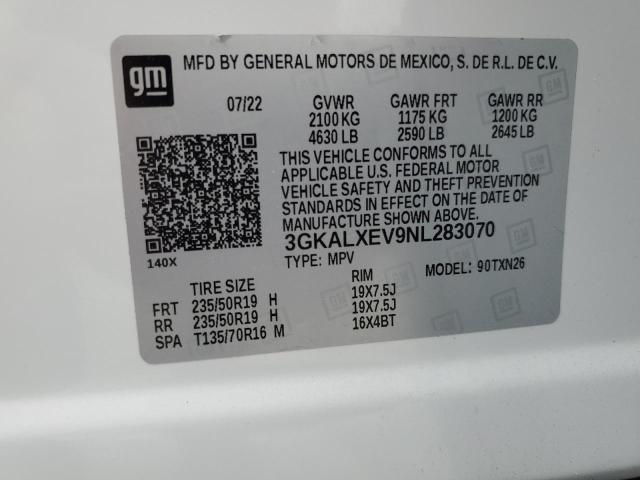 gm
MFD BY GENERAL MOTORS DE MEXICO, S. DE R.L. DE C.V.
07/22 GVWR GAWR FRT GAWR RR
2100 KG 1175 KG 1200 KG
4630 LB 2590 LB 2645 LB
THIS VEHICLE CONFORMS TO ALL
APPLICABLE U.S. FEDERAL MOTOR
VEHICLE SAFETY AND THEFT PREVENTION
STANDARDS IN EFFECT ON THE DATE OF
MANUFACTURE SHOWN ABOVE.
3GKALXEV9NL283070
140X TYPE: MPV MODEL: 90TXN26
TIRE SIZE RIM
FRT 235/50R19 H 19X7.5J
RR 235/50R19 H 19X7.5J
SPA T135/70R16 M 16X4BT